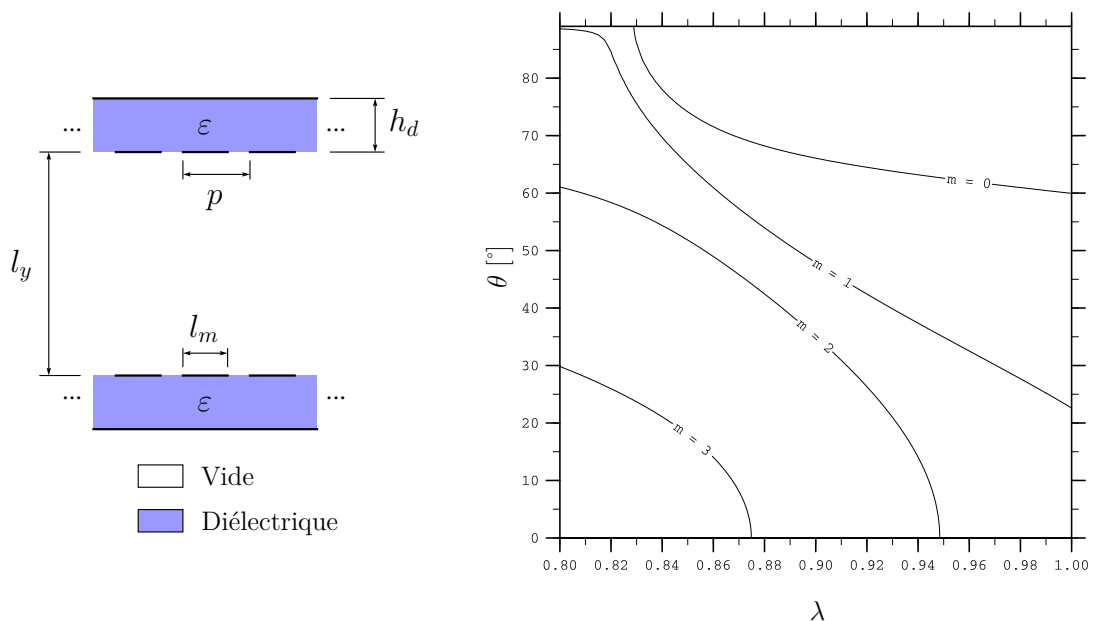 ε
h_d
...
...
p
l_y
l_m
ε
...
...
Vide
Diélectrique
θ [°]
80
70
60
50
40
30
20
10
0
m = 0
m = 1
m = 2
m = 3
0.80 0.82 0.84 0.86 0.88 0.90 0.92 0.94 0.96 0.98 1.00
λ